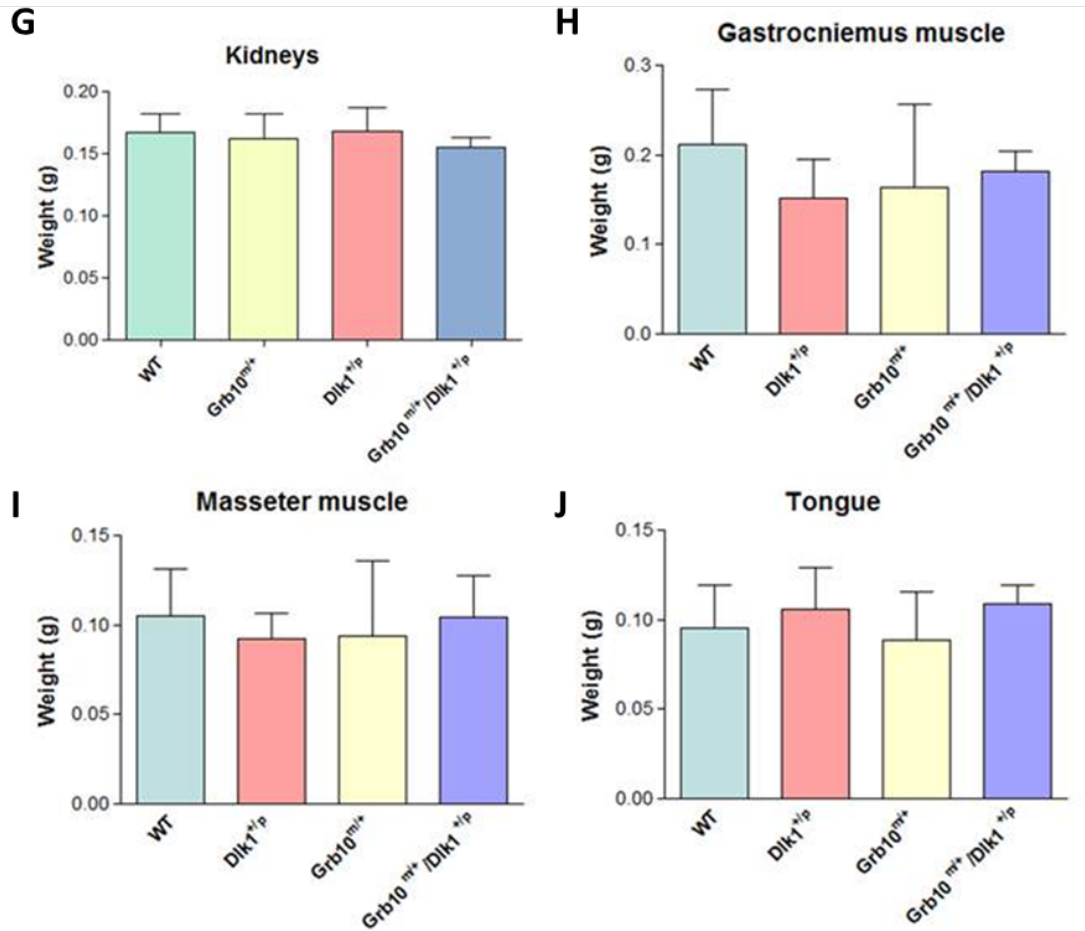 G
Kidneys
Weight (g)
0.20
0.15
0.10
0.05
0.00
WT
Grb10m/+
Dlk1+/p
Grb10 m/+/Dlk1 +/p
H
Gastrocniemus muscle
Weight (g)
0.3
0.2
0.1
0.0
WT
Dlk1+/p
Grb10m/+
Grb10 m/+/Dlk1 +/p
I
Masseter muscle
Weight (g)
0.15
0.10
0.05
0.00
WT
Dlk1+/p
Grb10m/+
Grb10 m/+/Dlk1 +/p
J
Tongue
Weight (g)
0.15
0.10
0.05
0.00
WT
Dlk1+/p
Grb10m/+
Grb10 m/+/Dlk1 +/p